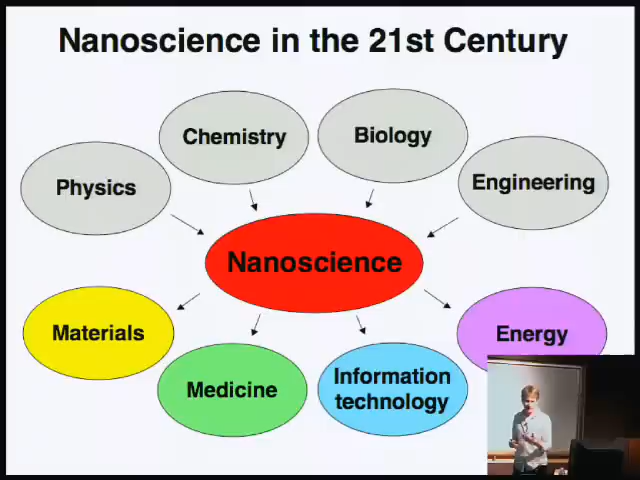 Nanoscience in the 21st Century
Chemistry
Biology
Physics
Engineering
Nanoscience
Materials
Energy
Medicine
Information
technology